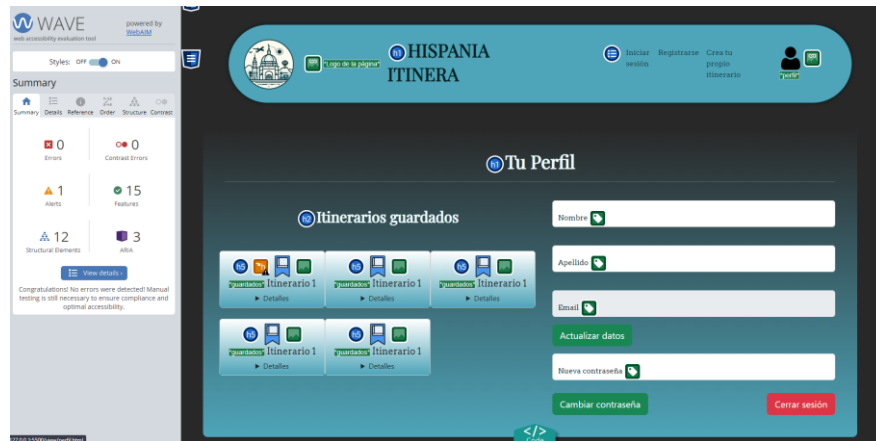 WAVE
web accessibility evaluation tool
powered by
WebAIM
Styles: OFF ON
Summary
Summary Details Reference Order Structure Contrast
0
Errors
0
Contrast Errors
1
Alerts
15
Features
12
Structural Elements
3
ARIA
View details ›
Congratulations! No errors were detected! Manual
testing is still necessary to ensure compliance and
optimal accessibility.
*Logo de la página*
h1 HISPANIA
ITINERA
Iniciar
sesión
Registrarse
Crea tu
propio
itinerario
*perfil*
h1 Tu Perfil
h2 Itinerarios guardados
h5
*guardados* Itinerario 1
► Detalles
h5
*guardados* Itinerario 1
► Detalles
h5
*guardados* Itinerario 1
► Detalles
h5
*guardados* Itinerario 1
► Detalles
h5
*guardados* Itinerario 1
► Detalles
Nombre
Apellido
Email
Actualizar datos
Nueva contraseña
Cambiar contraseña
Cerrar sesión
</>
Code